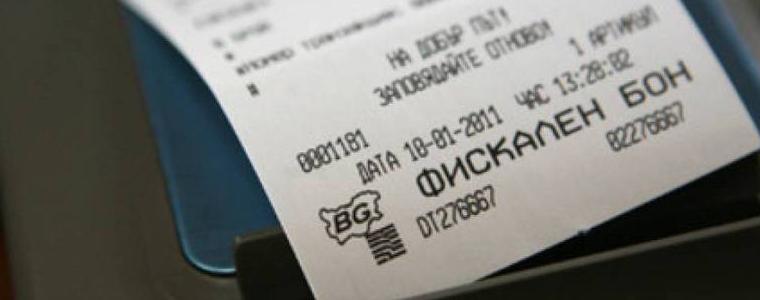 НА ДОБЪР ПЪТ!
ЗАПОВЯДАЙТЕ ОТНОВО!
1 АРТИКУЛ
0001181
ДАТА 10-01-2011 ЧАС 13:28:02
ФИСКАЛЕН БОН
BG
DT276667
02276667